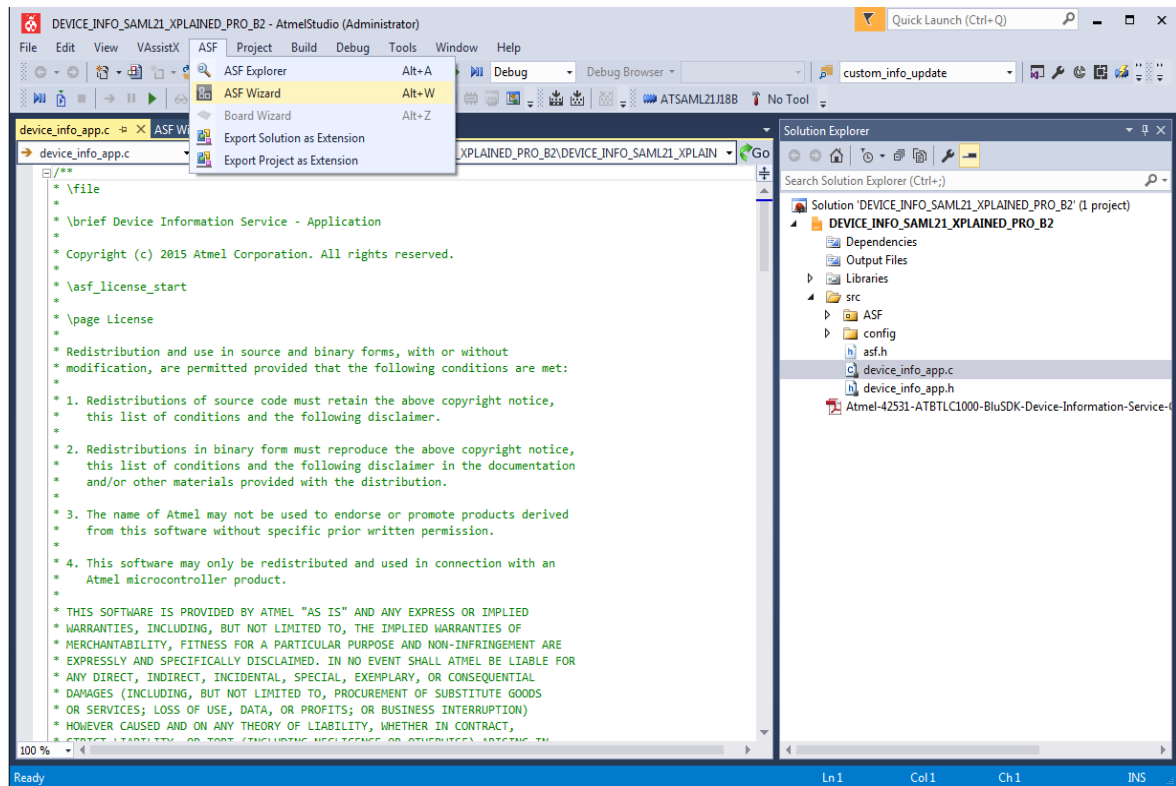 DEVICE_INFO_SAML21_XPLAINED_PRO_B2 - AtmelStudio (Administrator)
Quick Launch (Ctrl+Q)
File Edit View VAssistX ASF Project Build Debug Tools Window Help
Debug
Debug Browser
custom_info_update
ATSAML21J18B
No Tool
ASF Explorer Alt+A
ASF Wizard Alt+W
Board Wizard Alt+Z
Export Solution as Extension
Export Project as Extension
device_info_app.c
ASF Wi
device_info_app.c
_XPLAINED_PRO_B2\DEVICE_INFO_SAML21_XPLAIN
Go
/**
* \file
*
* \brief Device Information Service - Application
*
* Copyright (c) 2015 Atmel Corporation. All rights reserved.
*
* \asf_license_start
*
* \page License
*
* Redistribution and use in source and binary forms, with or without
* modification, are permitted provided that the following conditions are met:
*
* 1. Redistributions of source code must retain the above copyright notice,
* this list of conditions and the following disclaimer.
*
* 2. Redistributions in binary form must reproduce the above copyright notice,
* this list of conditions and the following disclaimer in the documentation
* and/or other materials provided with the distribution.
*
* 3. The name of Atmel may not be used to endorse or promote products derived
* from this software without specific prior written permission.
*
* 4. This software may only be redistributed and used in connection with an
* Atmel microcontroller product.
*
* THIS SOFTWARE IS PROVIDED BY ATMEL "AS IS" AND ANY EXPRESS OR IMPLIED
* WARRANTIES, INCLUDING, BUT NOT LIMITED TO, THE IMPLIED WARRANTIES OF
* MERCHANTABILITY, FITNESS FOR A PARTICULAR PURPOSE AND NON-INFRINGEMENT ARE
* EXPRESSLY AND SPECIFICALLY DISCLAIMED. IN NO EVENT SHALL ATMEL BE LIABLE FOR
* ANY DIRECT, INDIRECT, INCIDENTAL, SPECIAL, EXEMPLARY, OR CONSEQUENTIAL
* DAMAGES (INCLUDING, BUT NOT LIMITED TO, PROCUREMENT OF SUBSTITUTE GOODS
* OR SERVICES; LOSS OF USE, DATA, OR PROFITS; OR BUSINESS INTERRUPTION)
* HOWEVER CAUSED AND ON ANY THEORY OF LIABILITY, WHETHER IN CONTRACT,
* STRICT LIABILITY, OR TORT (INCLUDING NEGLIGENCE OR OTHERWISE) ARISING IN
100 %
Solution Explorer
Search Solution Explorer (Ctrl+;)
Solution 'DEVICE_INFO_SAML21_XPLAINED_PRO_B2' (1 project)
DEVICE_INFO_SAML21_XPLAINED_PRO_B2
Dependencies
Output Files
Libraries
src
ASF
config
asf.h
device_info_app.c
device_info_app.h
Atmel-42531-ATBTLC1000-BluSDK-Device-Information-Service-
Ready Ln 1 Col 1 Ch 1 INS